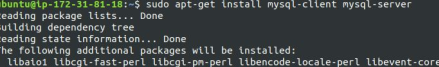 ubuntu@ip-172-31-81-18:~$ sudo apt-get install mysql-client mysql-server
eading package lists... Done
uilding dependency tree
eading state information... Done
he following additional packages will be installed:
libaio1 libcgi-fast-perl libcgi-pm-perl libencode-locale-perl libevent-core